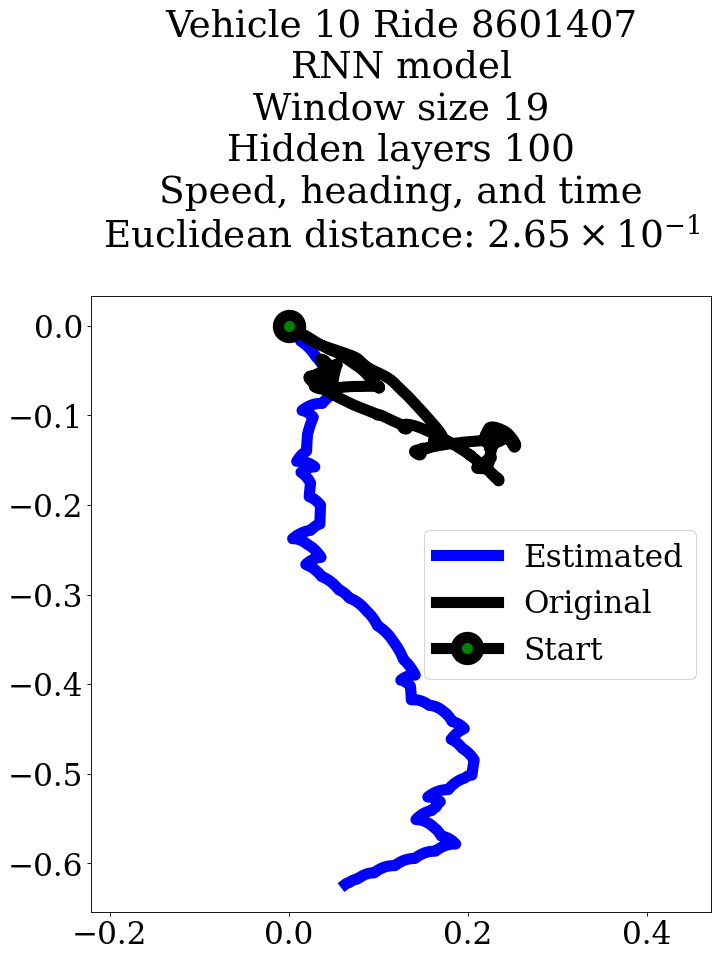 Vehicle 10 Ride 8601407
RNN model
Window size 19
Hidden layers 100
Speed, heading, and time
Euclidean distance: 2.65 × 10⁻¹
0.0
−0.1
−0.2
−0.3
−0.4
−0.5
−0.6
Estimated
Original
Start
−0.2 0.0 0.2 0.4